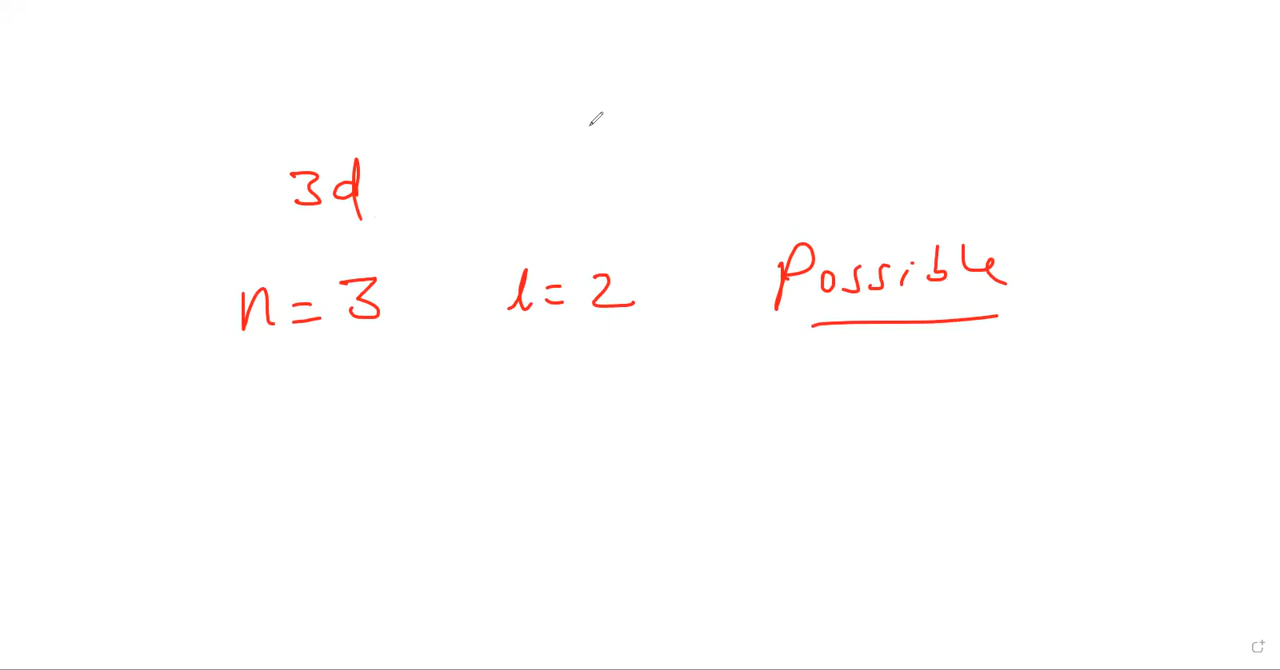 3d
n = 3 l = 2 Possible